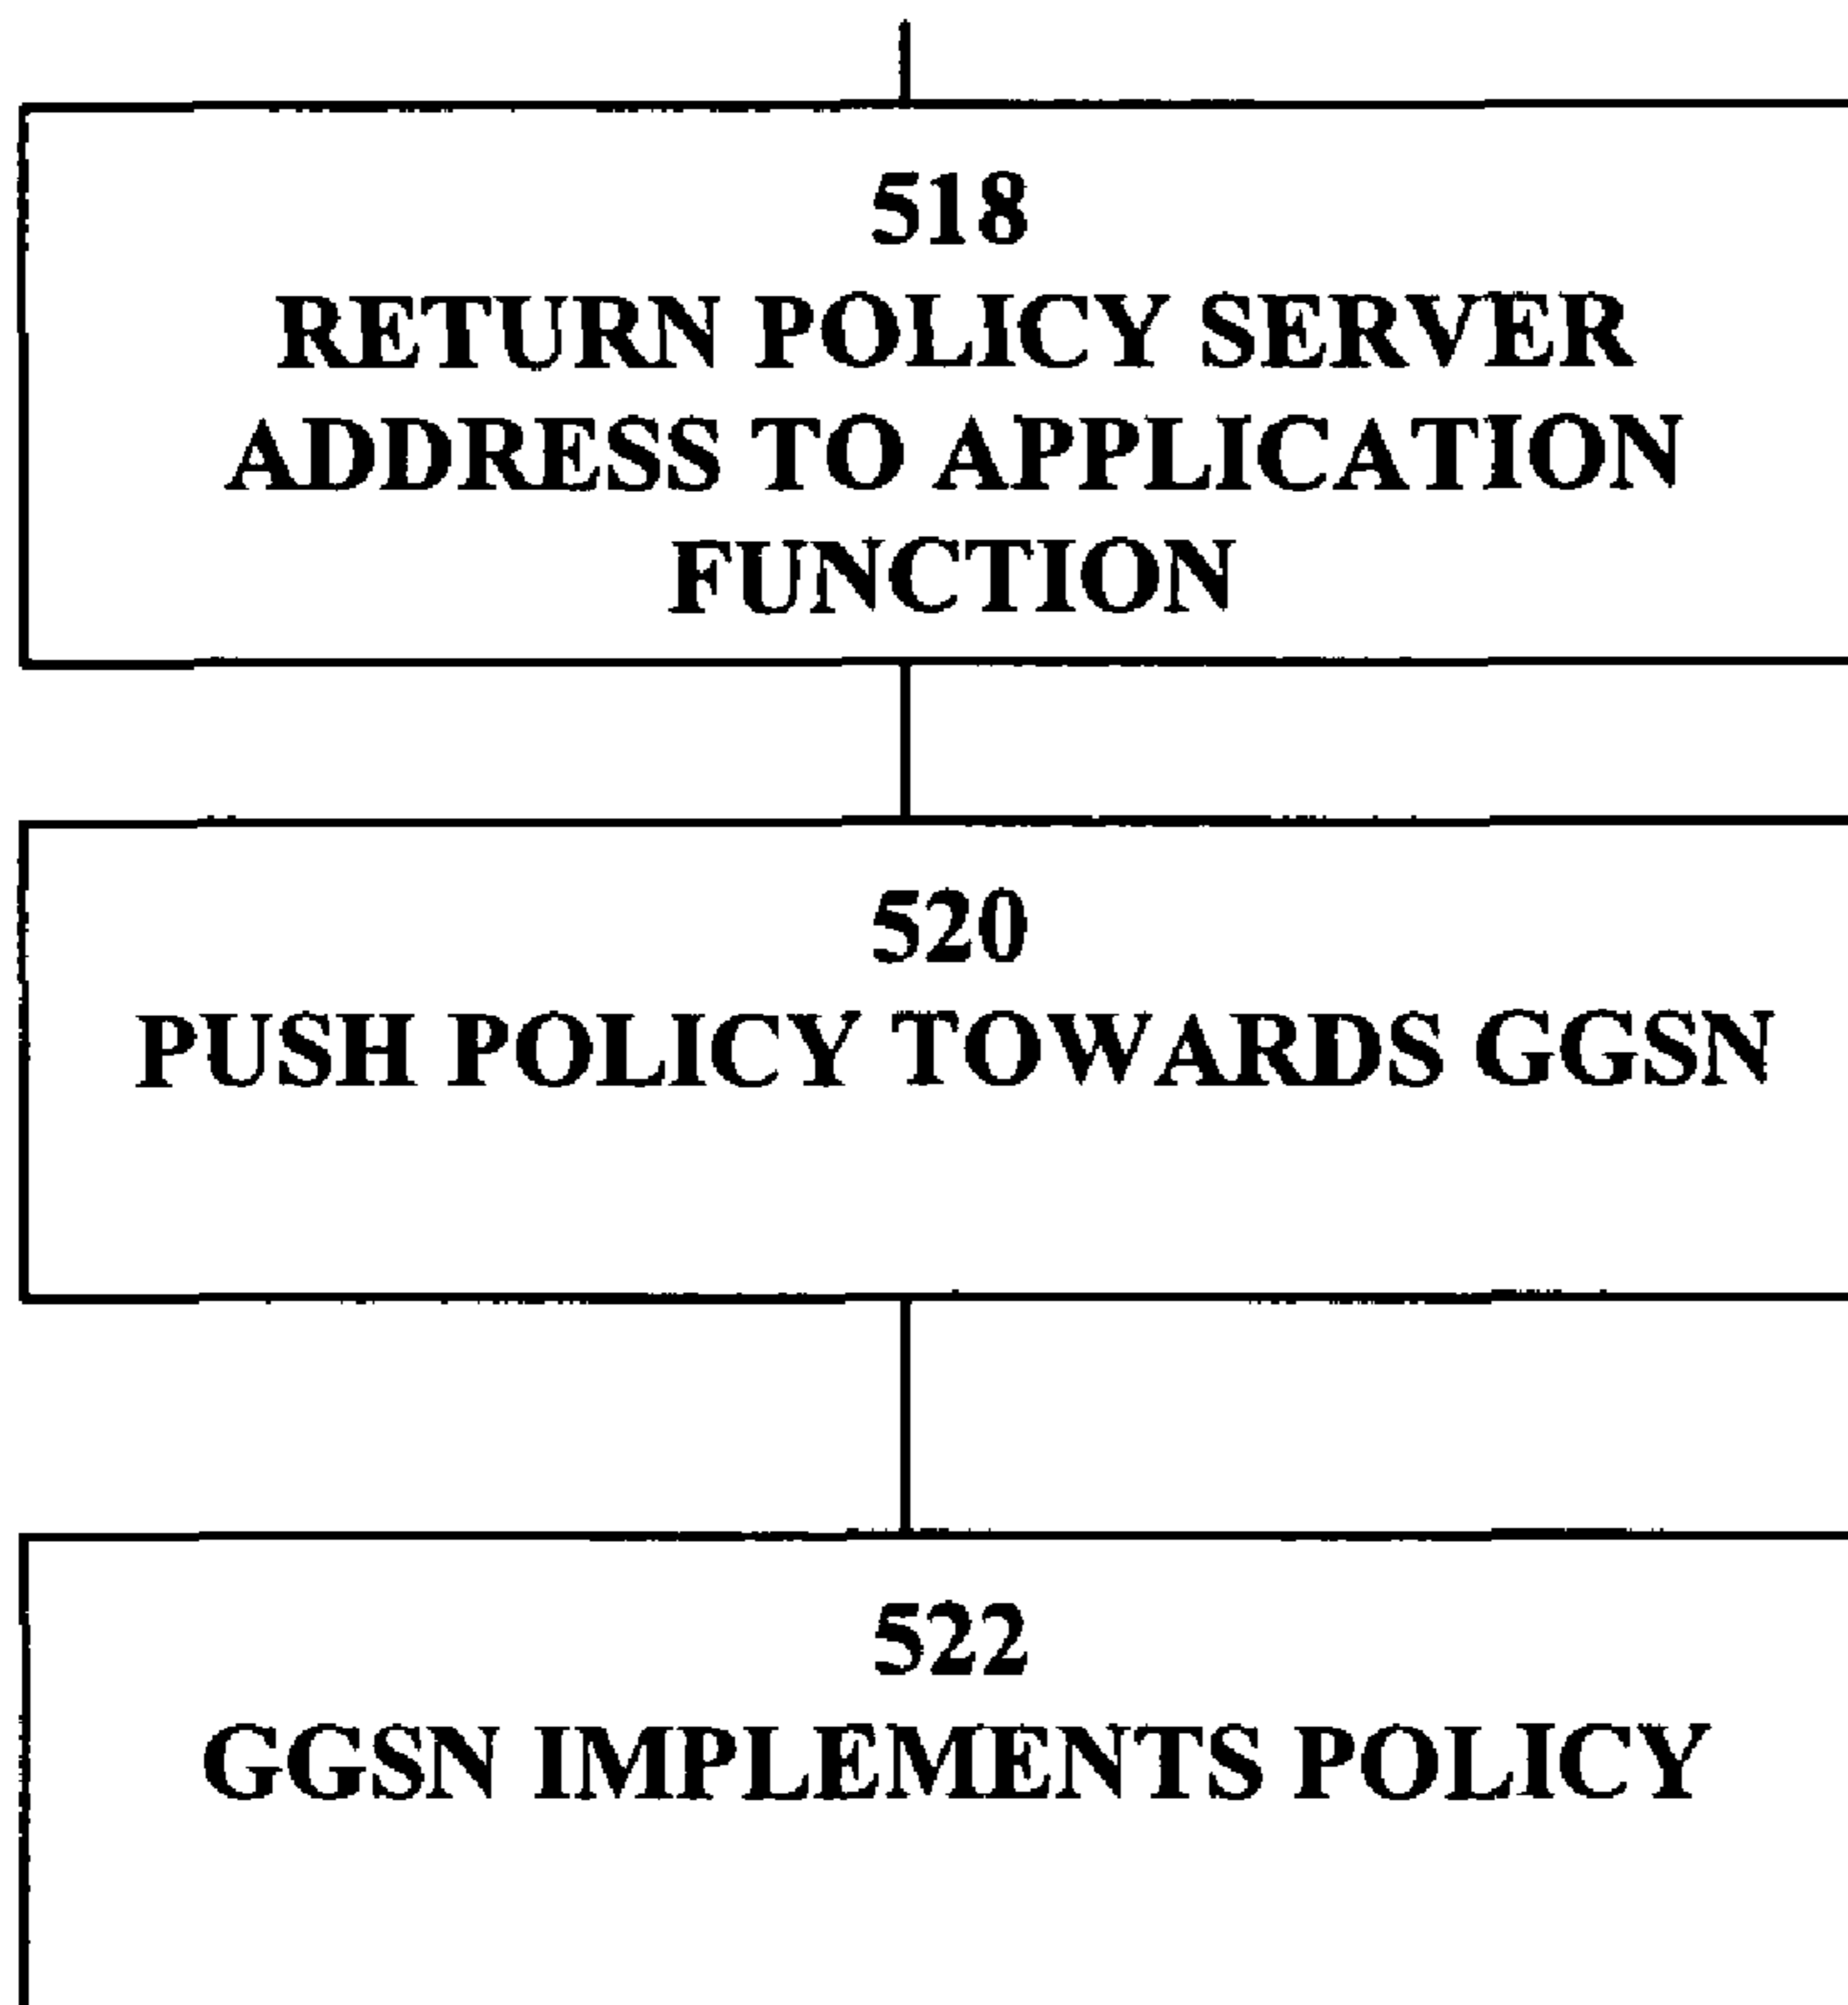 518
RETURN POLICY SERVER
ADDRESS TO APPLICATION
FUNCTION
520
PUSH POLICY TOWARDS GGSN
522
GGSN IMPLEMENTS POLICY